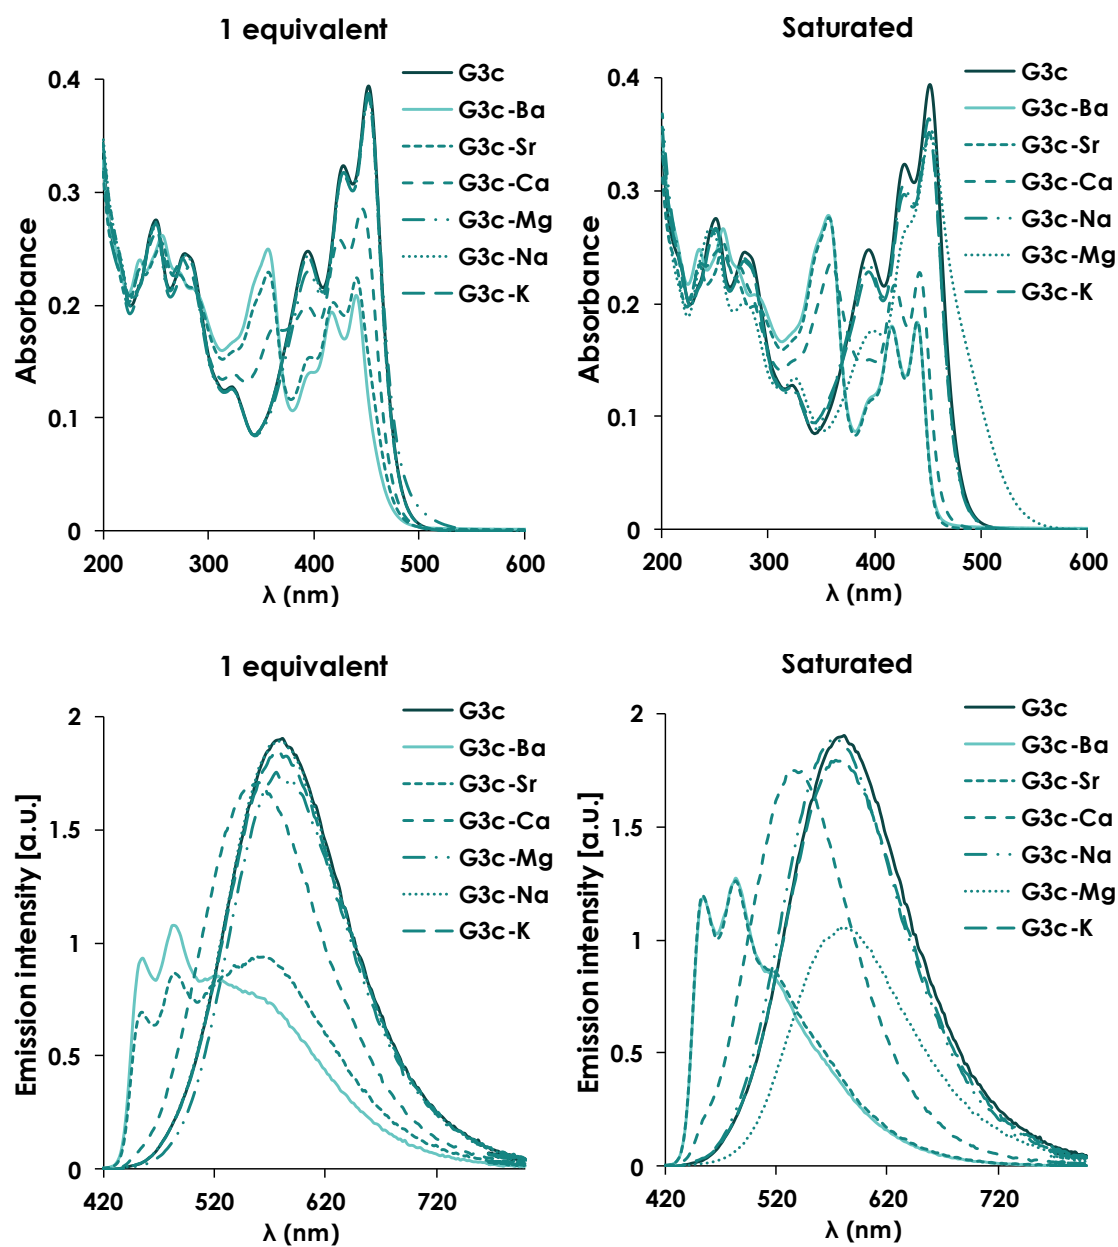 1 equivalent
Absorbance
0.4
0.3
0.2
0.1
0
200
300
400
500
600
λ (nm)
G3c
G3c-Ba
G3c-Sr
G3c-Ca
G3c-Mg
G3c-Na
G3c-K
Saturated
Absorbance
0.4
0.3
0.2
0.1
0
200
300
400
500
600
λ (nm)
G3c
G3c-Ba
G3c-Sr
G3c-Ca
G3c-Na
G3c-Mg
G3c-K
1 equivalent
Emission intensity [a.u.]
2
1.5
1
0.5
0
420
520
620
720
λ (nm)
G3c
G3c-Ba
G3c-Sr
G3c-Ca
G3c-Mg
G3c-Na
G3c-K
Saturated
Emission intensity [a.u.]
2
1.5
1
0.5
0
420
520
620
720
λ (nm)
G3c
G3c-Ba
G3c-Sr
G3c-Ca
G3c-Na
G3c-Mg
G3c-K